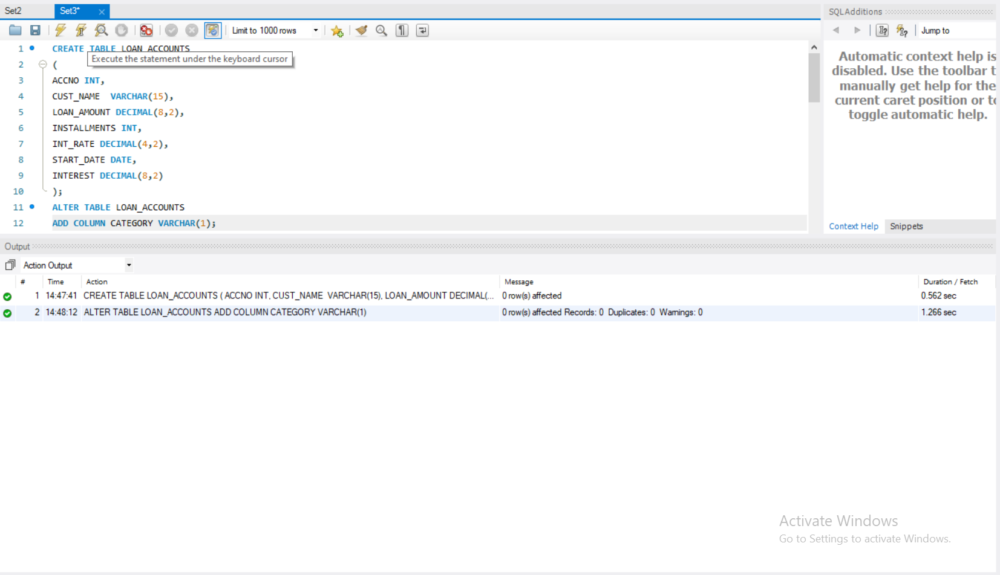 Set2 Set3* SQLAdditions
Limit to 1000 rows Jump to
1 CREATE TABLE LOAN_ACCOUNTS
Execute the statement under the keyboard cursor
2 (
3 ACCNO INT,
4 CUST_NAME  VARCHAR(15),
5 LOAN_AMOUNT DECIMAL(8,2),
6 INSTALLMENTS INT,
7 INT_RATE DECIMAL(4,2),
8 START_DATE DATE,
9 INTEREST DECIMAL(8,2)
10 );
11 ALTER TABLE LOAN_ACCOUNTS
12 ADD COLUMN CATEGORY VARCHAR(1);
Automatic context help is
disabled. Use the toolbar t
manually get help for the
current caret position or to
toggle automatic help.
Context Help Snippets
Output
Action Output
# Time Action Message Duration / Fetch
1 14:47:41 CREATE TABLE LOAN_ACCOUNTS ( ACCNO INT, CUST_NAME  VARCHAR(15), LOAN_AMOUNT DECIMAL(... 0 row(s) affected 0.562 sec
2 14:48:12 ALTER TABLE LOAN_ACCOUNTS ADD COLUMN CATEGORY VARCHAR(1) 0 row(s) affected Records: 0  Duplicates: 0  Warnings: 0 1.266 sec
Activate Windows
Go to Settings to activate Windows.